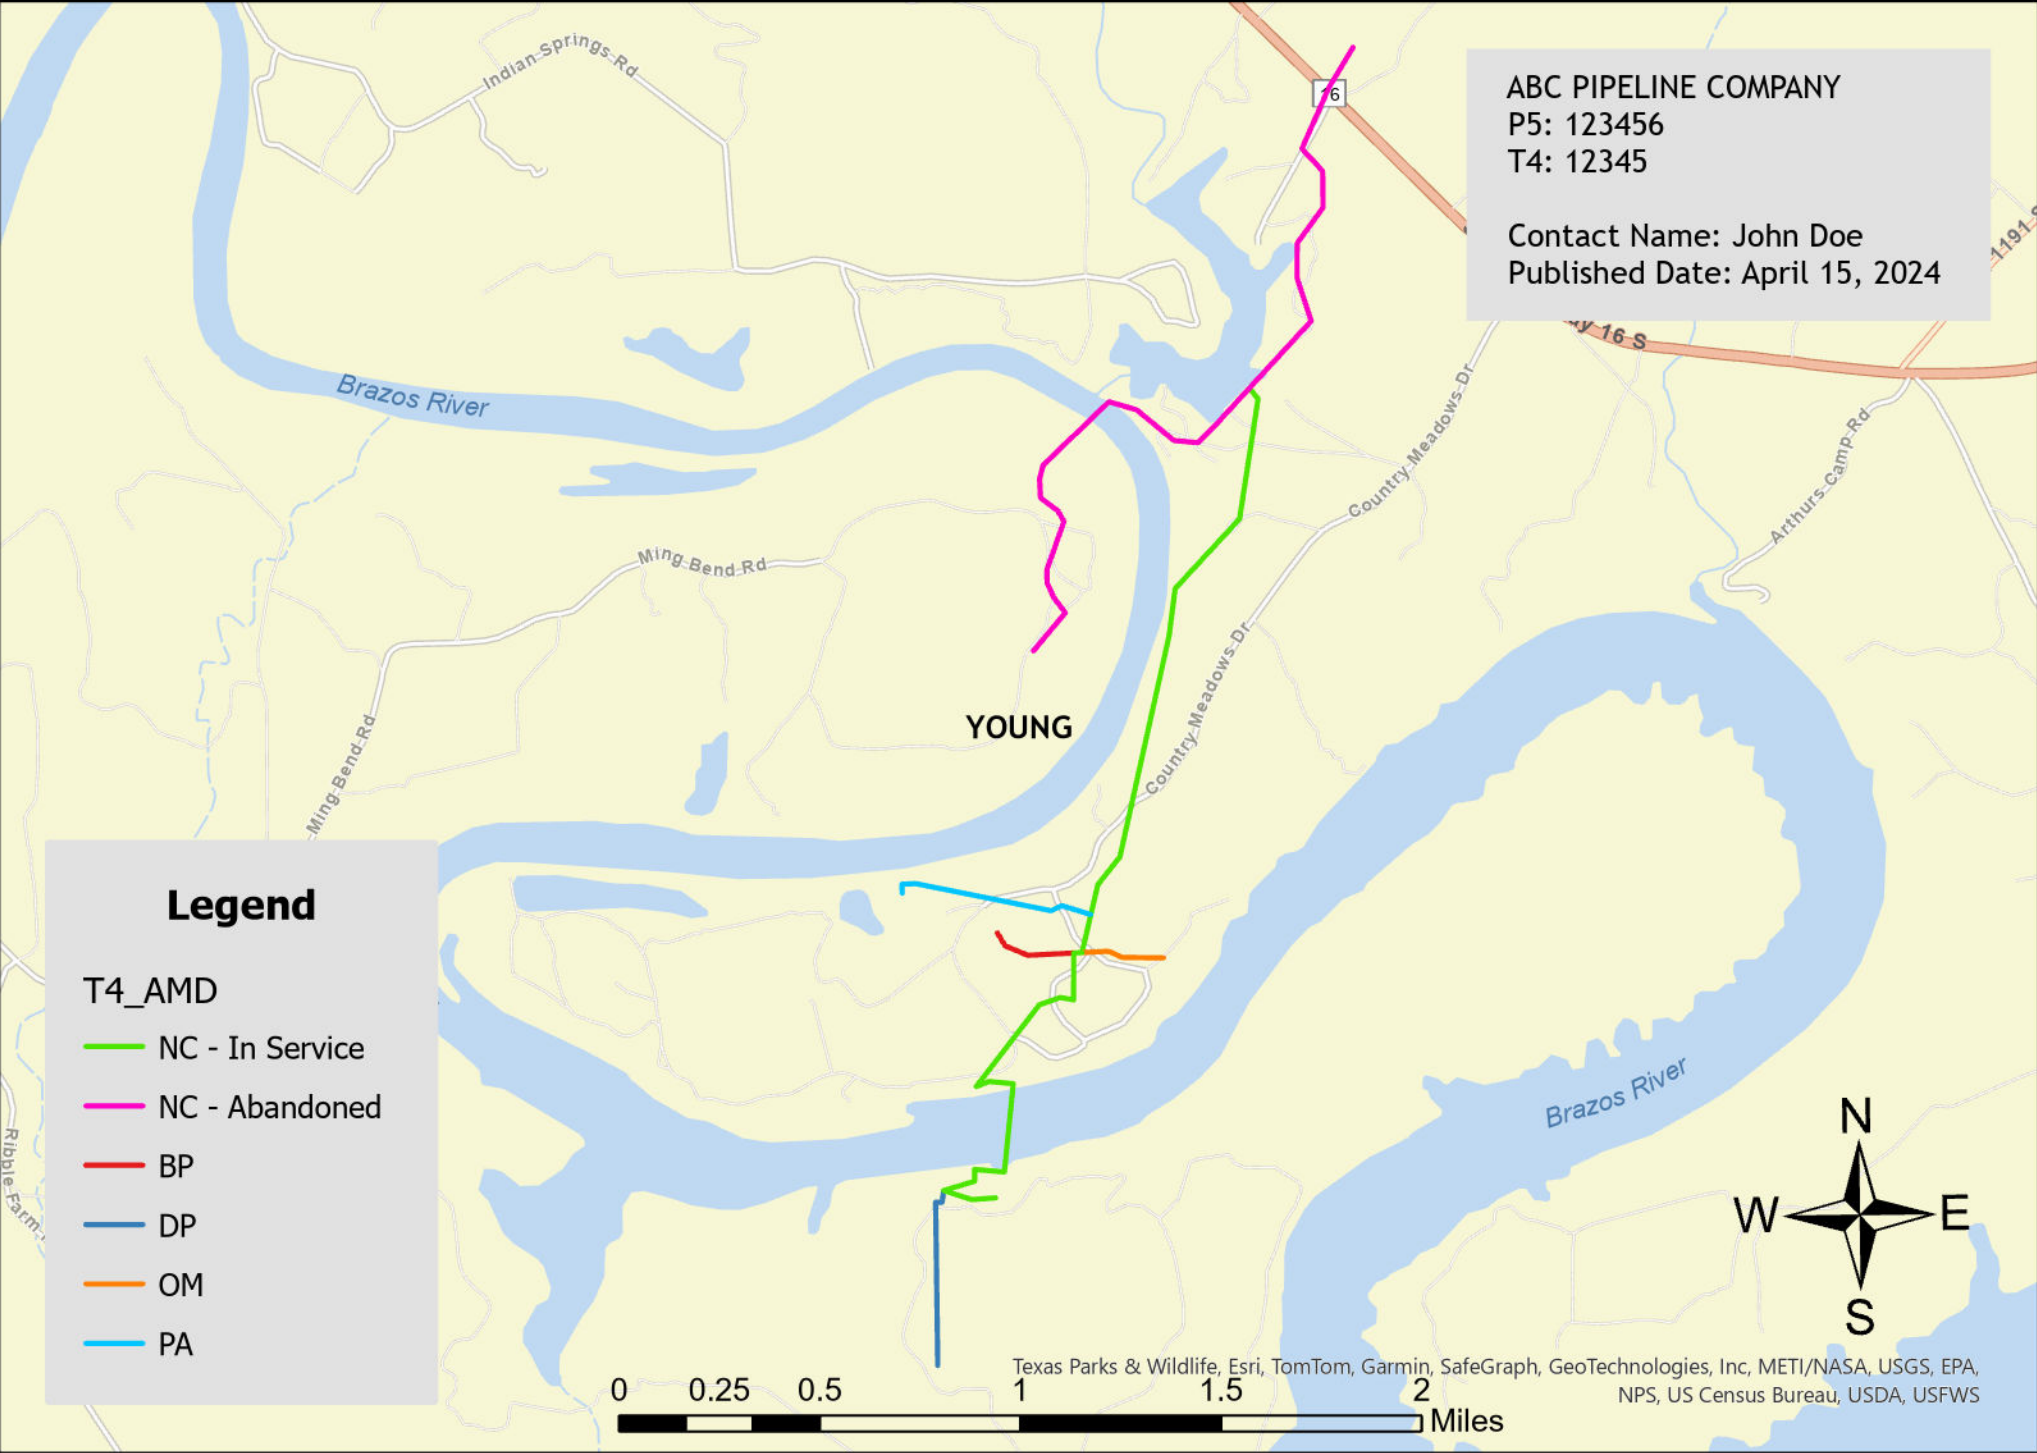 Indian Springs Rd
16
ABC PIPELINE COMPANY
P5: 123456
T4: 12345
Contact Name: John Doe
Published Date: April 15, 2024
1191 S
16 S
Brazos River
Country Meadows Dr
Arthurs Camp Rd
Ming Bend Rd
Country Meadows Dr
YOUNG
Ming Bend Rd
Legend
T4_AMD
NC - In Service
NC - Abandoned
BP
DP
OM
PA
Ribble Farm
Brazos River
N
W
E
S
Texas Parks & Wildlife, Esri, TomTom, Garmin, SafeGraph, GeoTechnologies, Inc, METI/NASA, USGS, EPA,
NPS, US Census Bureau, USDA, USFWS
0 0.25 0.5 1 1.5 2
Miles